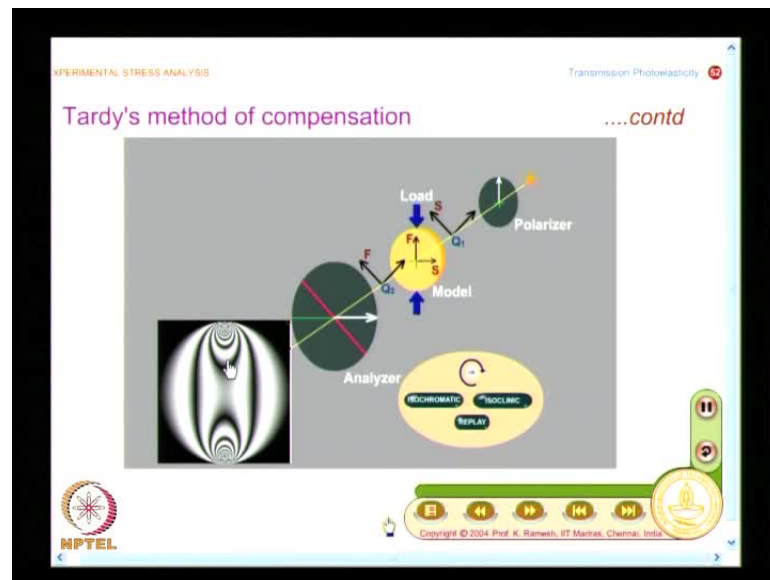 XPERIMENTAL STRESS ANALYSIS
Transmission Photoelasticity 52
Tardy's method of compensation
....contd
Load
S
Polarizer
F
Q1
F
S
Q2
Model
Analyzer
ISOCHROMATIC
ISOCLINIC
REPLAY
NPTEL
Copyright © 2004 Prof. K. Ramesh, IIT Madras, Chennai, India